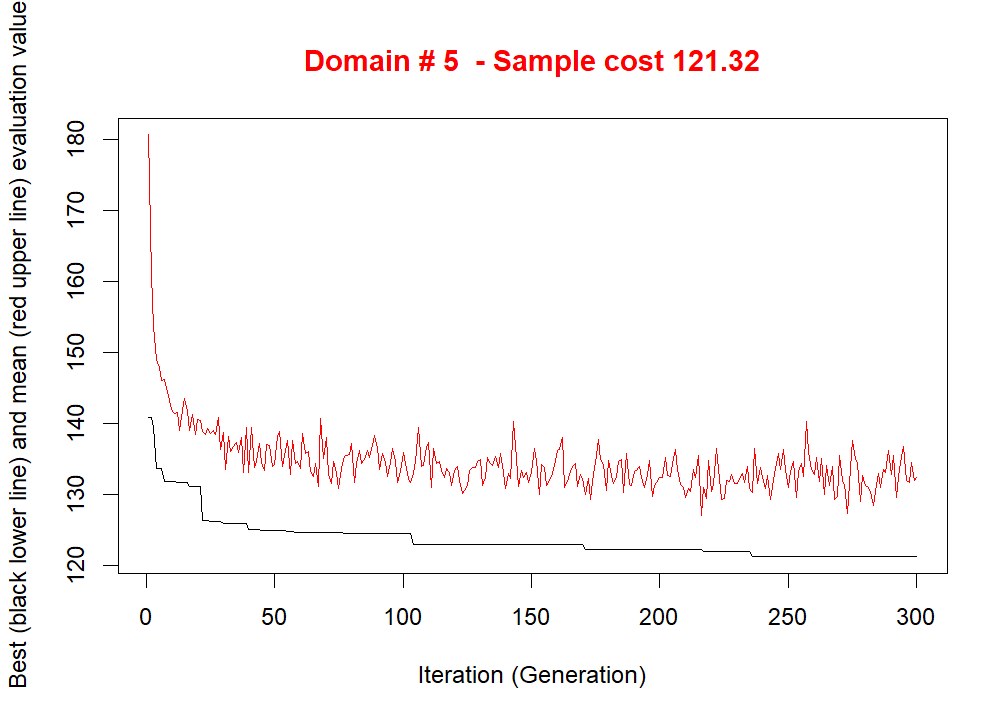 Domain # 5  - Sample cost 121.32
Best (black lower line) and mean (red upper line) evaluation value
180
170
160
150
140
130
120
0 50 100 150 200 250 300
Iteration (Generation)